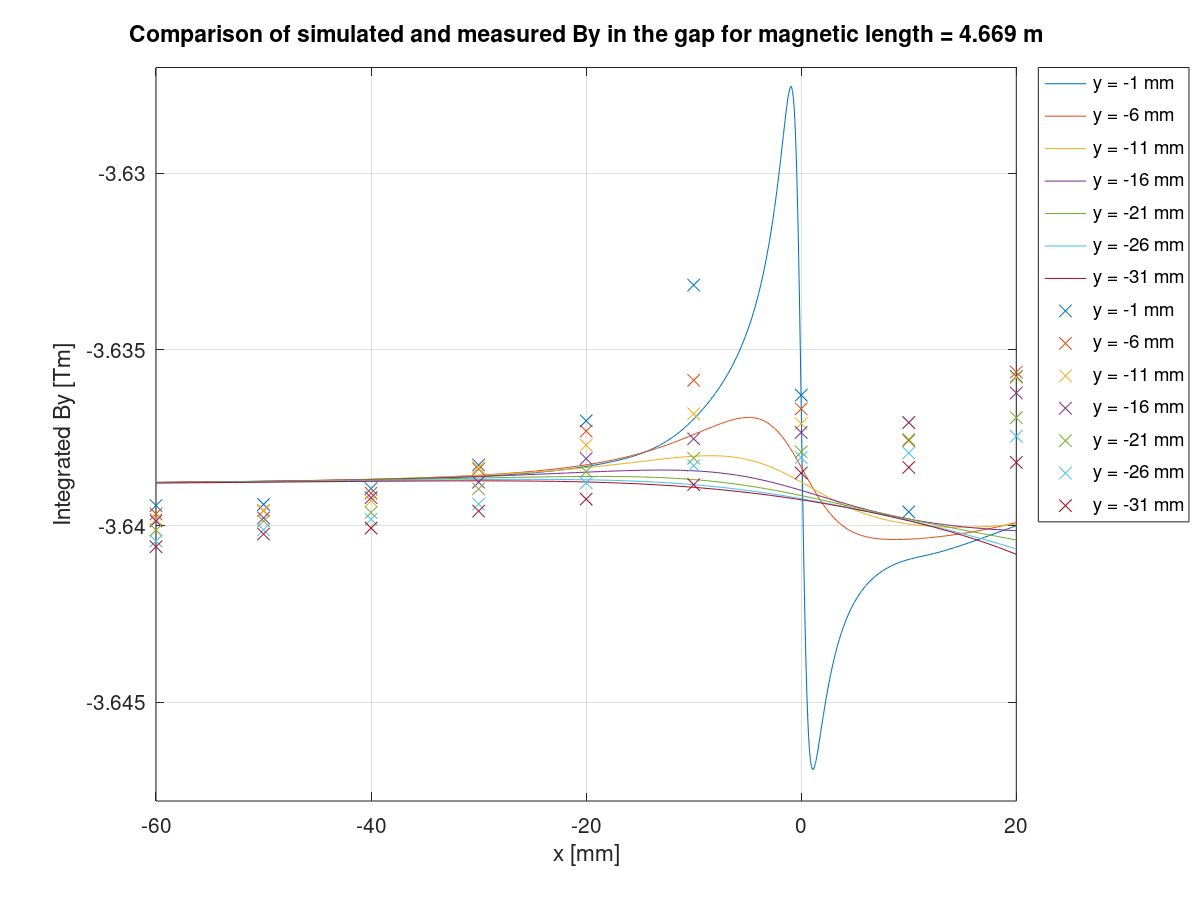 Comparison of simulated and measured By in the gap for magnetic length = 4.669 m
Integrated By [Tm]
-3.63
-3.635
-3.64
-3.645
-60
-40
-20
0
20
x [mm]
y = -1 mm
y = -6 mm
y = -11 mm
y = -16 mm
y = -21 mm
y = -26 mm
y = -31 mm
y = -1 mm
y = -6 mm
y = -11 mm
y = -16 mm
y = -21 mm
y = -26 mm
y = -31 mm